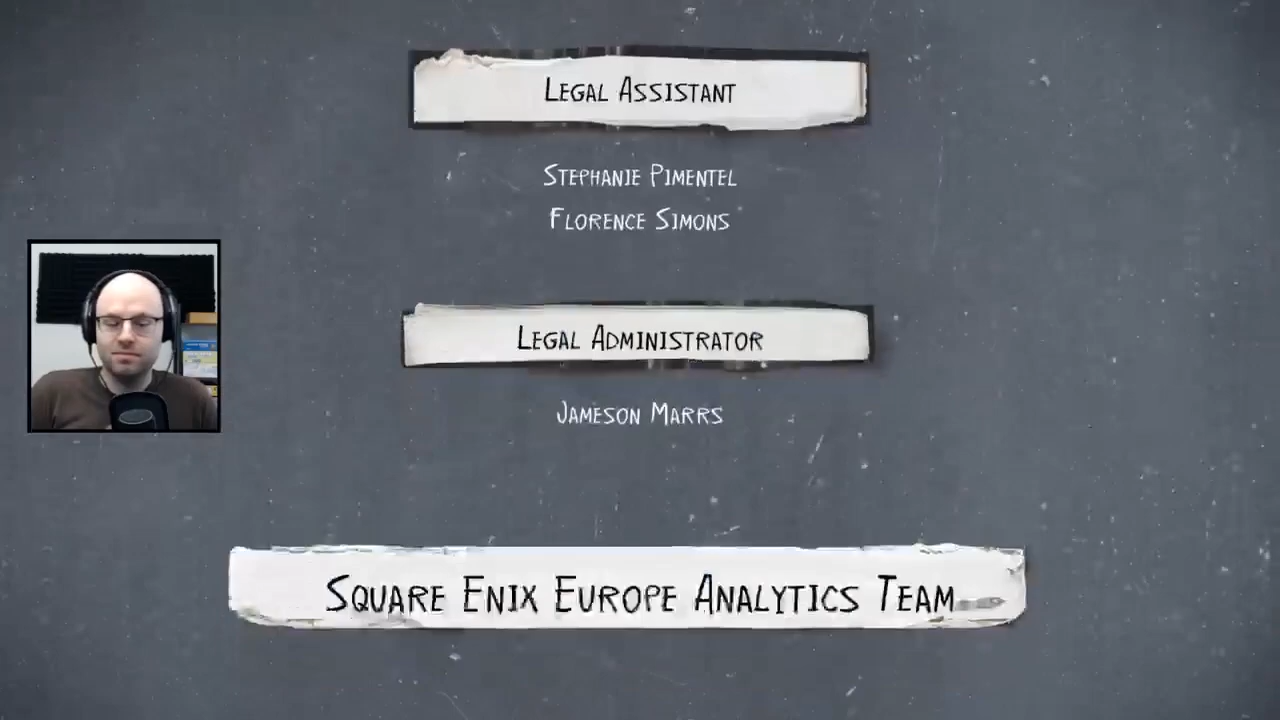 Legal Assistant
Stephanie Pimentel
Florence Simons
Legal Administrator
Jameson Marrs
Square Enix Europe Analytics Team